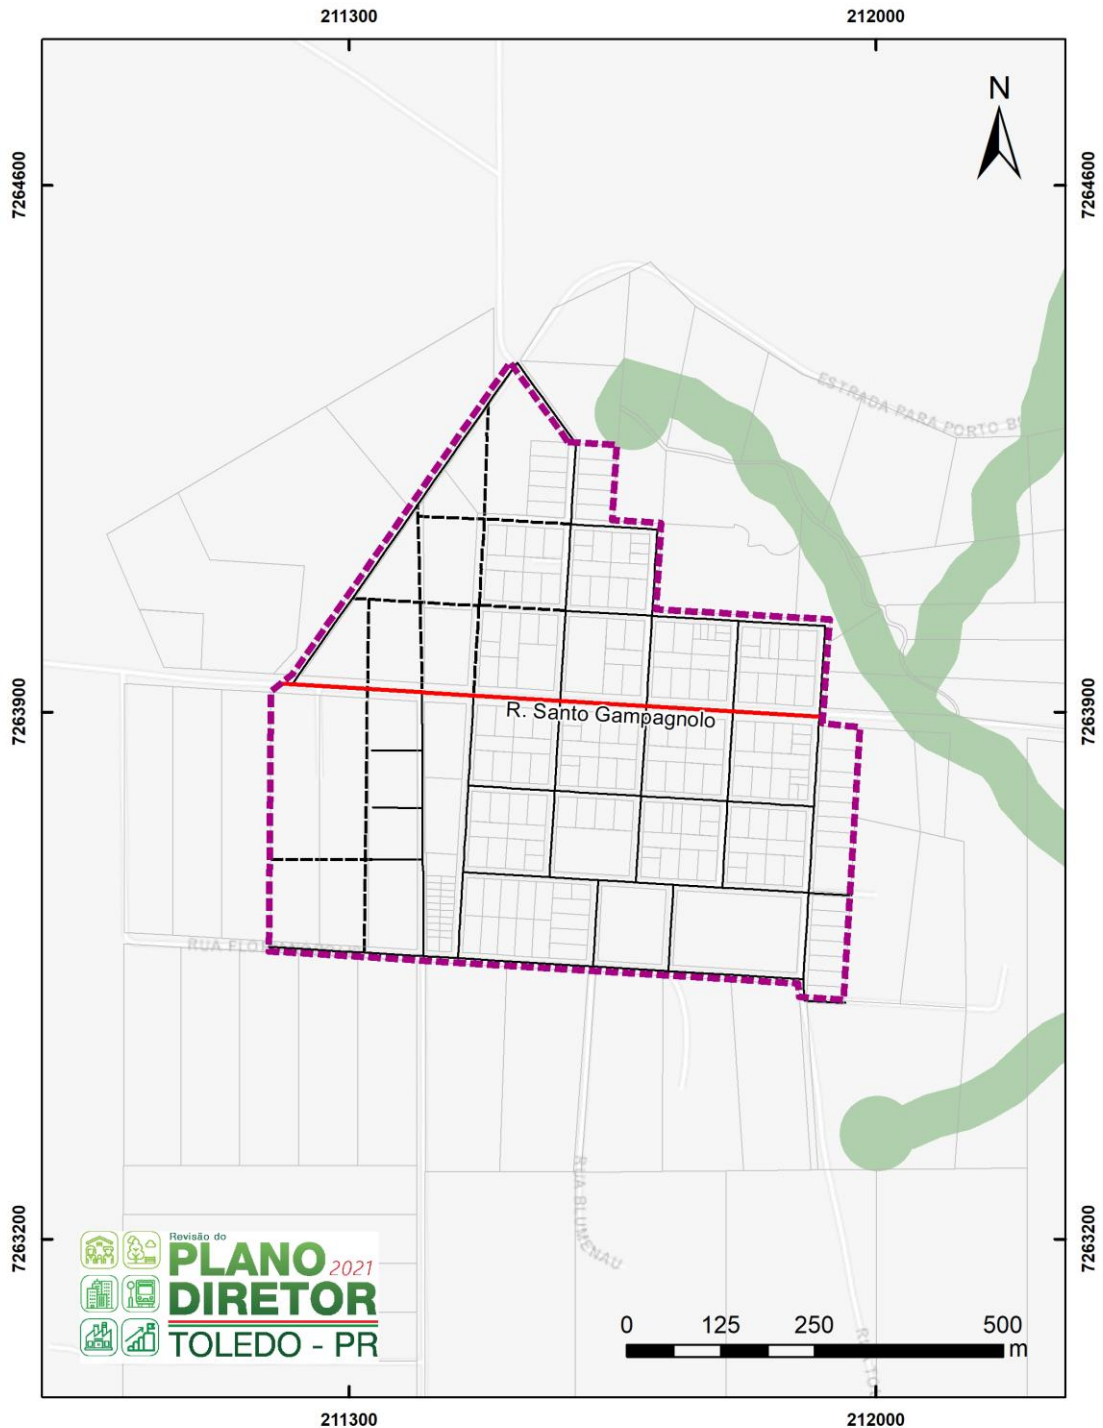 211300
212000
N
7264600
7264600
ESTRADA PARA PORTO
R. Santo Gampagnolo
7263900
7263900
RUA
RUA BLUMENAU
7263200
7263200
Revisão do
PLANO 2021
DIRETOR
TOLEDO - PR
0 125 250 500
m
211300
212000